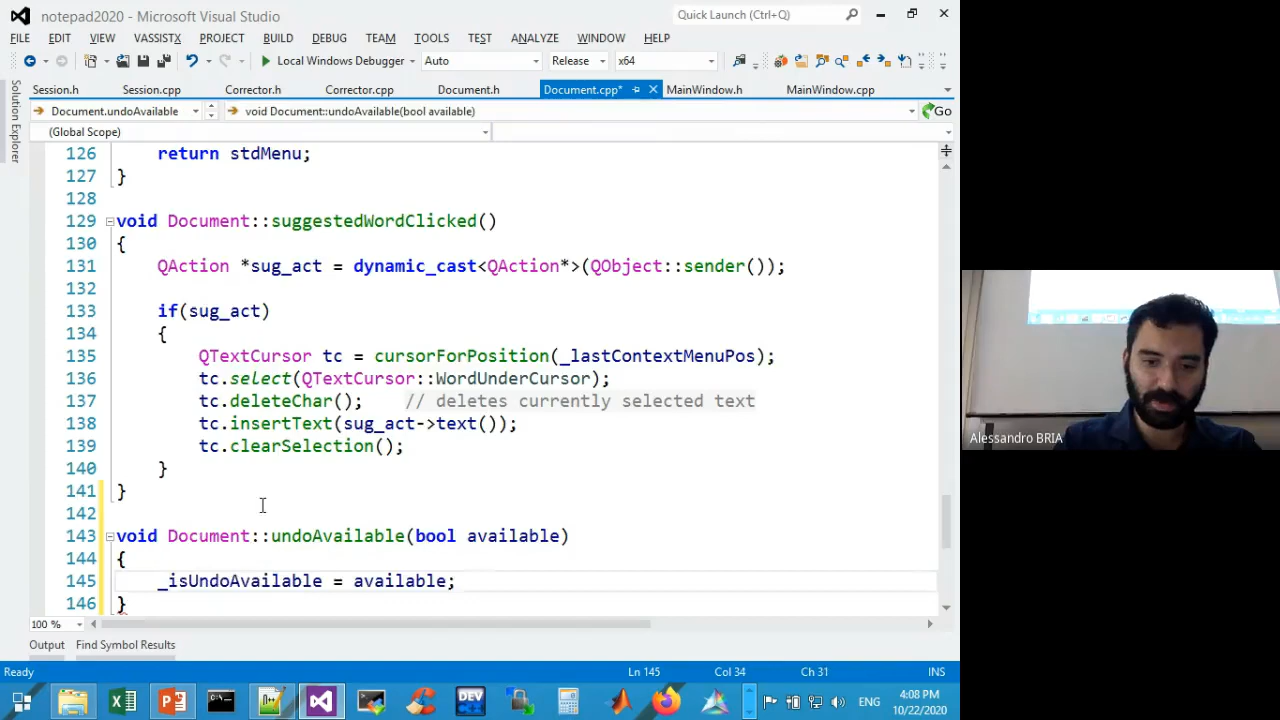 notepad2020 - Microsoft Visual Studio
Quick Launch (Ctrl+Q)
FILE EDIT VIEW VASSISTX PROJECT BUILD DEBUG TEAM TOOLS TEST ANALYZE WINDOW HELP
Local Windows Debugger Auto Release x64
Solution Explorer
Session.h Session.cpp Corrector.h Corrector.cpp Document.h Document.cpp* MainWindow.h MainWindow.cpp
Document.undoAvailable void Document::undoAvailable(bool available) Go
(Global Scope)
126 return stdMenu;
127 }
128
129 void Document::suggestedWordClicked()
130 {
131 QAction *sug_act = dynamic_cast<QAction*>(QObject::sender());
132
133 if(sug_act)
134 {
135 QTextCursor tc = cursorForPosition(_lastContextMenuPos);
136 tc.select(QTextCursor::WordUnderCursor);
137 tc.deleteChar(); // deletes currently selected text
138 tc.insertText(sug_act->text());
139 tc.clearSelection();
140 }
141 }
142
143 void Document::undoAvailable(bool available)
144 {
145 _isUndoAvailable = available;
146 }
100 %
Output Find Symbol Results
Ready Ln 145 Col 34 Ch 31 INS
DEV
ENG
4:08 PM
10/22/2020
Alessandro BRIA